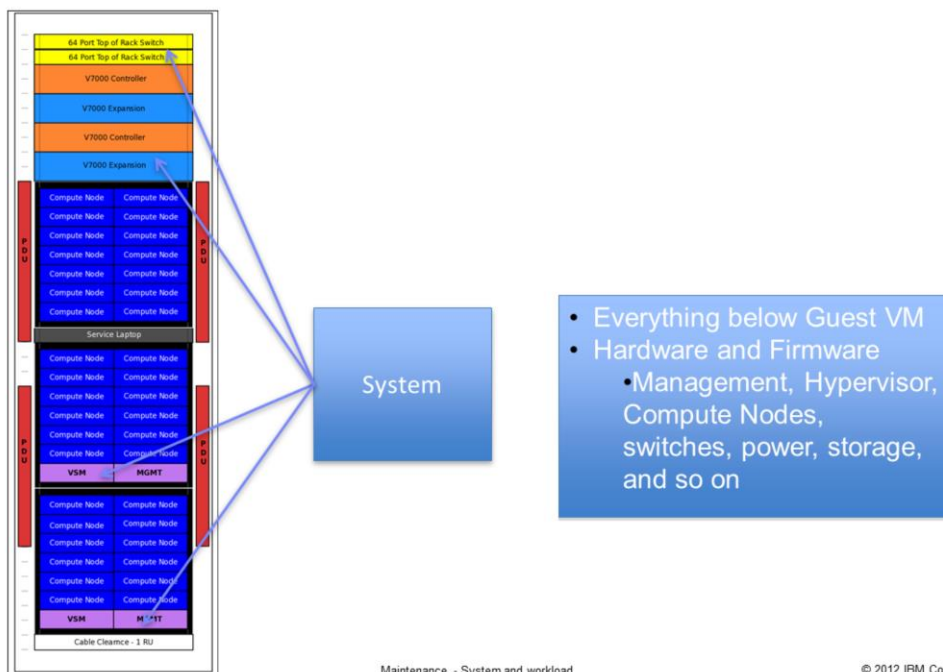 64 Port Top of Rack Switch
64 Port Top of Rack Switch
V7000 Controller
V7000 Expansion
V7000 Controller
V7000 Expansion
Compute Node Compute Node
Compute Node Compute Node
Compute Node Compute Node
Compute Node Compute Node
Compute Node Compute Node
Compute Node Compute Node
Compute Node Compute Node
PDU
PDU
Service Laptop
Compute Node Compute Node
Compute Node Compute Node
Compute Node Compute Node
Compute Node Compute Node
Compute Node Compute Node
Compute Node Compute Node
VSM MGMT
PDU
PDU
Compute Node Compute Node
Compute Node Compute Node
Compute Node Compute Node
Compute Node Compute Node
Compute Node Compute Node
Compute Node Compute Node
VSM MGMT
Cable Clearnce - 1 RU
System
• Everything below Guest VM
• Hardware and Firmware
•Management, Hypervisor,
Compute Nodes,
switches, power, storage,
and so on
Maintenance - System and workload
© 2012 IBM Co